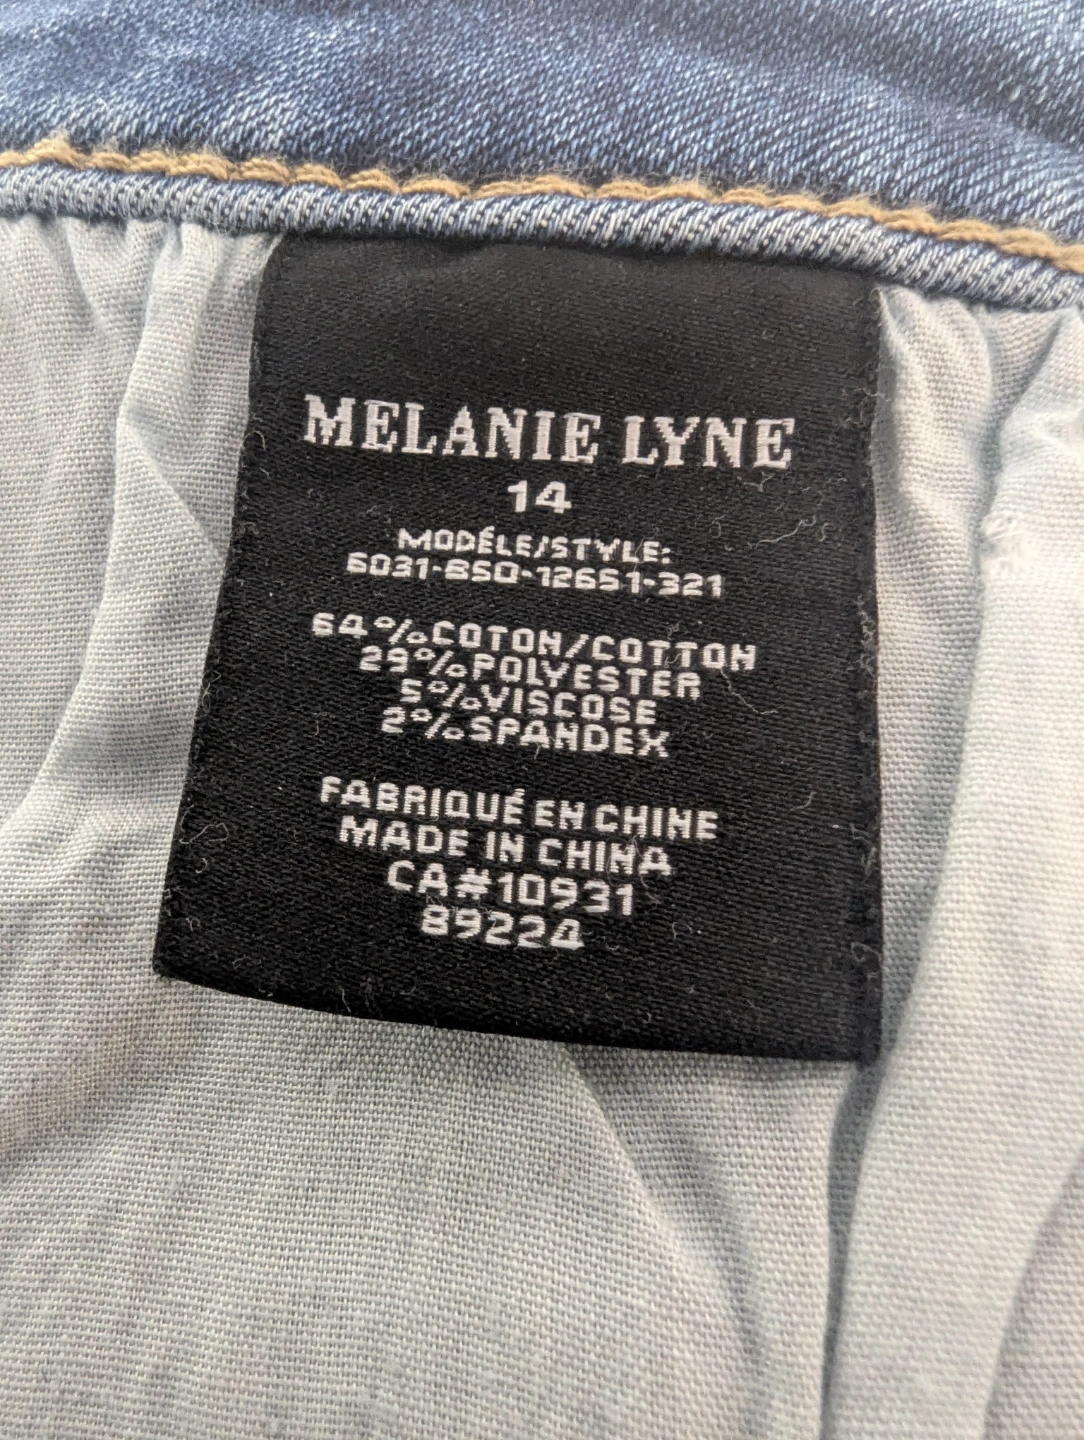 MELANIE LYNE
14
MODÉLE/STYLE:
6031-850-12651-321
64%COTON/COTTON
29%POLYESTER
5%VISCOSE
2%SPANDEX
FABRIQUÉ EN CHINE
MADE IN CHINA
CA#10931
89224